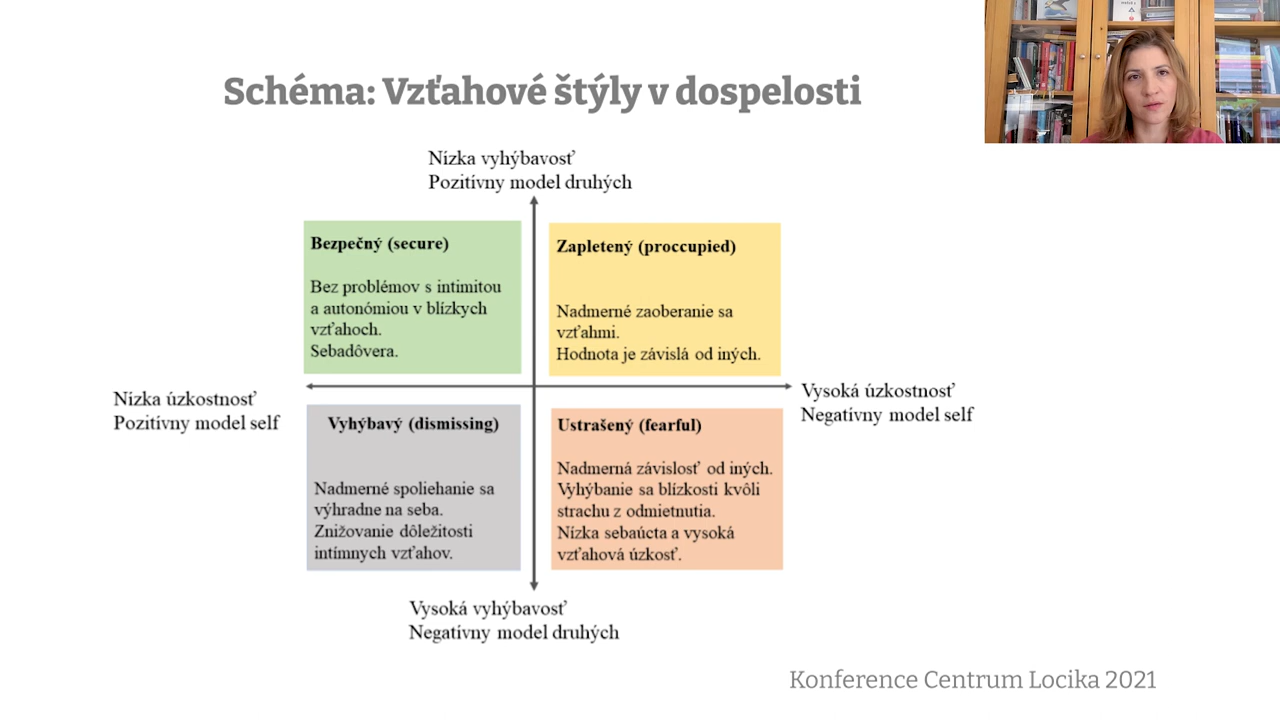 Schéma: Vzťahové štýly v dospelosti
Nízka vyhýbavosť
Pozitívny model druhých
Bezpečný (secure)
Bez problémov s intimitou
a autonómiou v blízkych
vzťahoch.
Sebadôvera.
Zapletený (proccupied)
Nadmerné zaoberanie sa
vzťahmi.
Hodnota je závislá od iných.
Nízka úzkostnosť
Pozitívny model self
Vysoká úzkostnosť
Negatívny model self
Vyhýbavý (dismissing)
Nadmerné spoliehanie sa
výhradne na seba.
Znižovanie dôležitosti
intímnych vzťahov.
Ustrašený (fearful)
Nadmerná závislosť od iných.
Vyhýbanie sa blízkosti kvôli
strachu z odmietnutia.
Nízka sebaúcta a vysoká
vzťahová úzkosť.
Vysoká vyhýbavosť
Negatívny model druhých
Konference Centrum Locika 2021